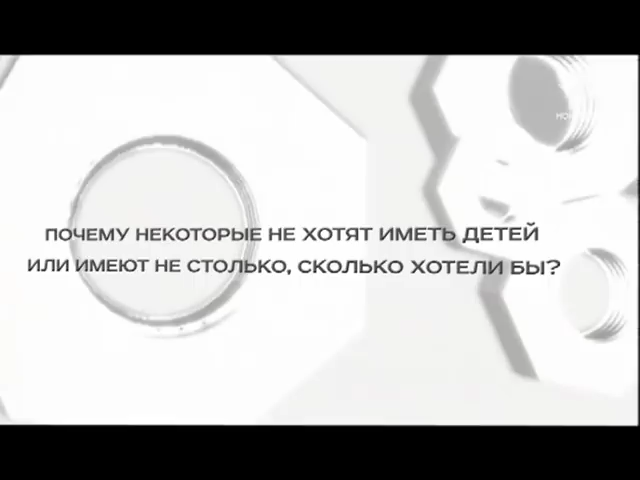 ПОЧЕМУ НЕКОТОРЫЕ НЕ ХОТЯТ ИМЕТЬ ДЕТЕЙ
ИЛИ ИМЕЮТ НЕ СТОЛЬКО, СКОЛЬКО ХОТЕЛИ БЫ?